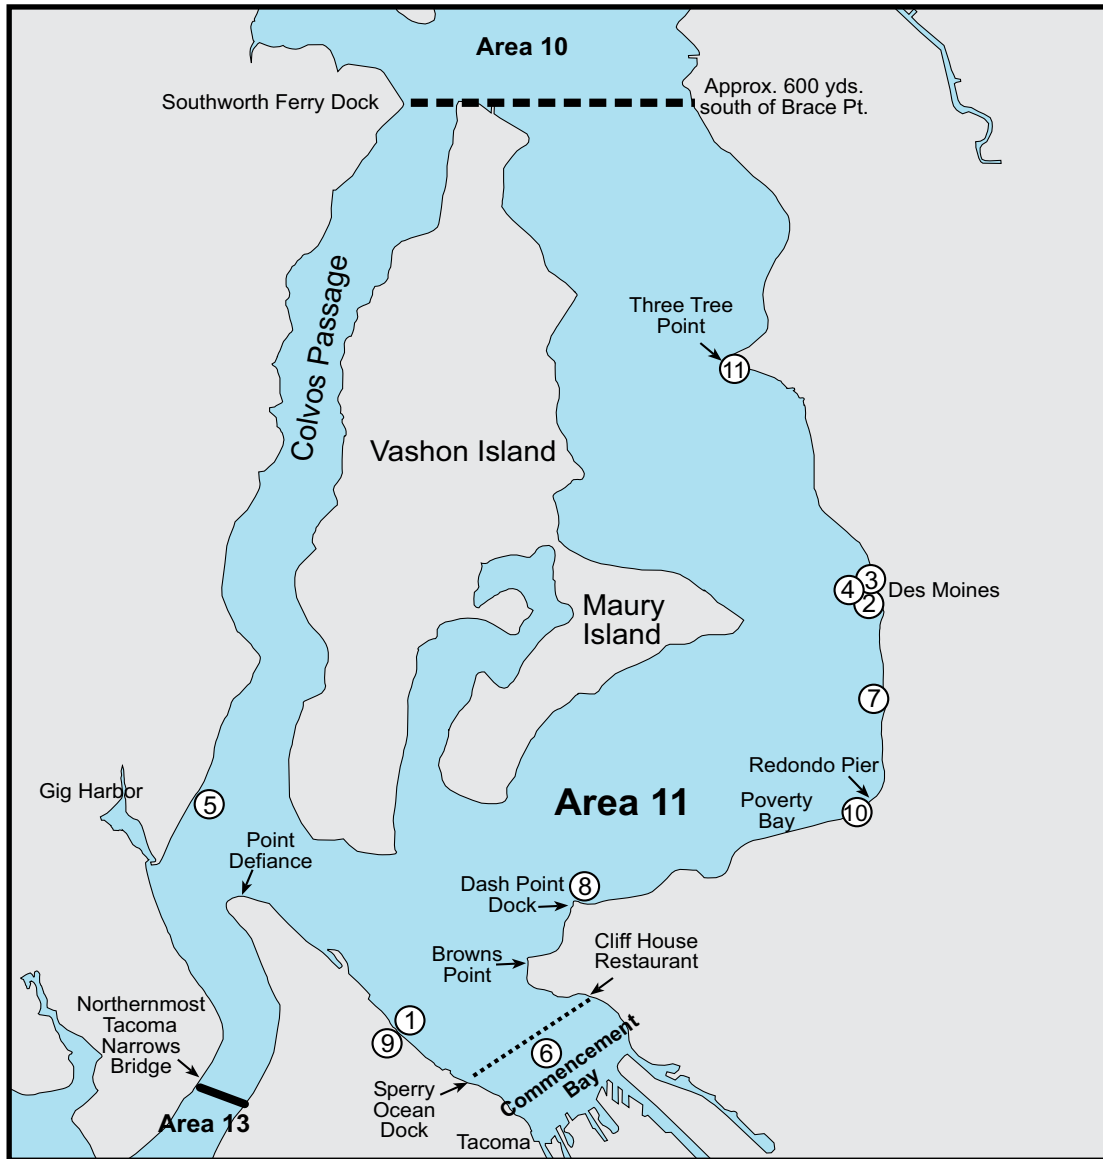 Area 10
Southworth Ferry Dock
Approx. 600 yds.
south of Brace Pt.
Colvos Passage
Three Tree
Point
11
Vashon Island
3
4
Des Moines
2
Maury
Island
7
Redondo Pier
Gig Harbor
5
Area 11
Poverty
Bay
10
Point
Defiance
Dash Point
Dock
8
Browns
Point
Cliff House
Restaurant
Northernmost
Tacoma
Narrows
Bridge
1
9
6
Commencement
Bay
Sperry
Ocean
Dock
Area 13
Tacoma